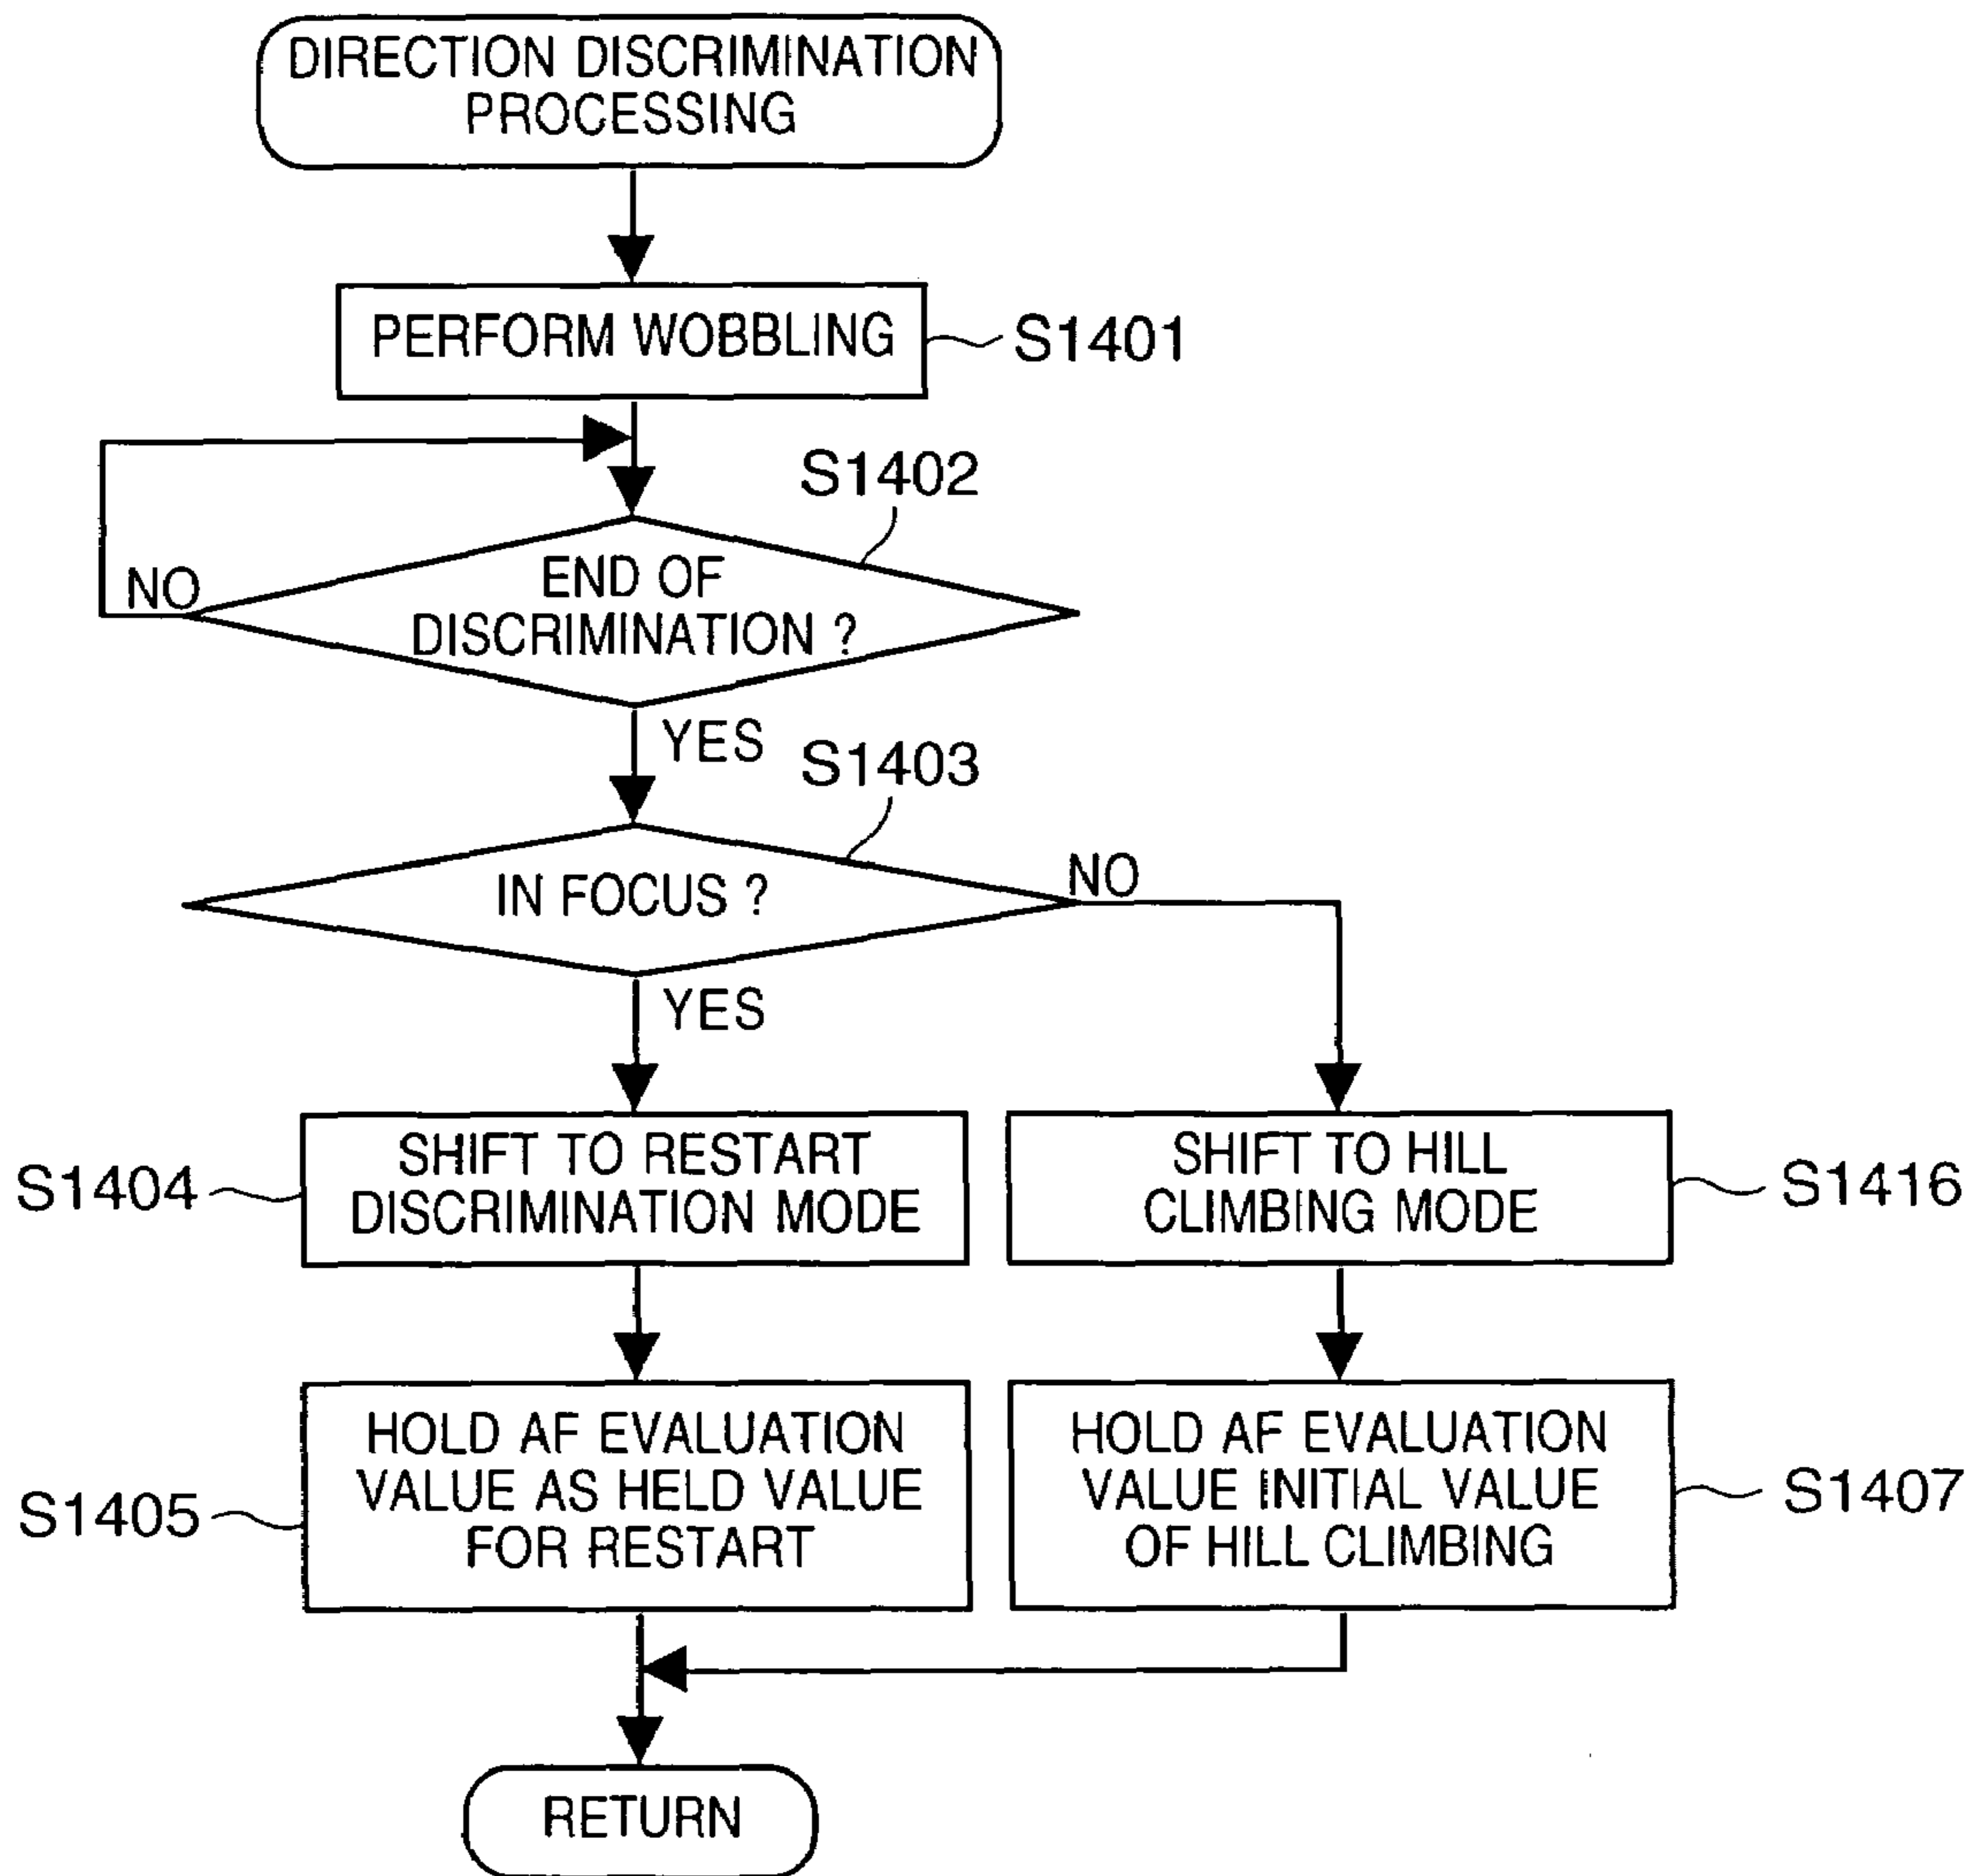 DIRECTION DISCRIMINATION
PROCESSING
PERFORM WOBBLING
S1401
S1402
END OF
DISCRIMINATION ?
NO
YES
S1403
IN FOCUS ?
NO
YES
SHIFT TO RESTART
DISCRIMINATION MODE
S1404
SHIFT TO HILL
CLIMBING MODE
S1416
HOLD AF EVALUATION
VALUE AS HELD VALUE
FOR RESTART
S1405
HOLD AF EVALUATION
VALUE INITIAL VALUE
OF HILL CLIMBING
S1407
RETURN